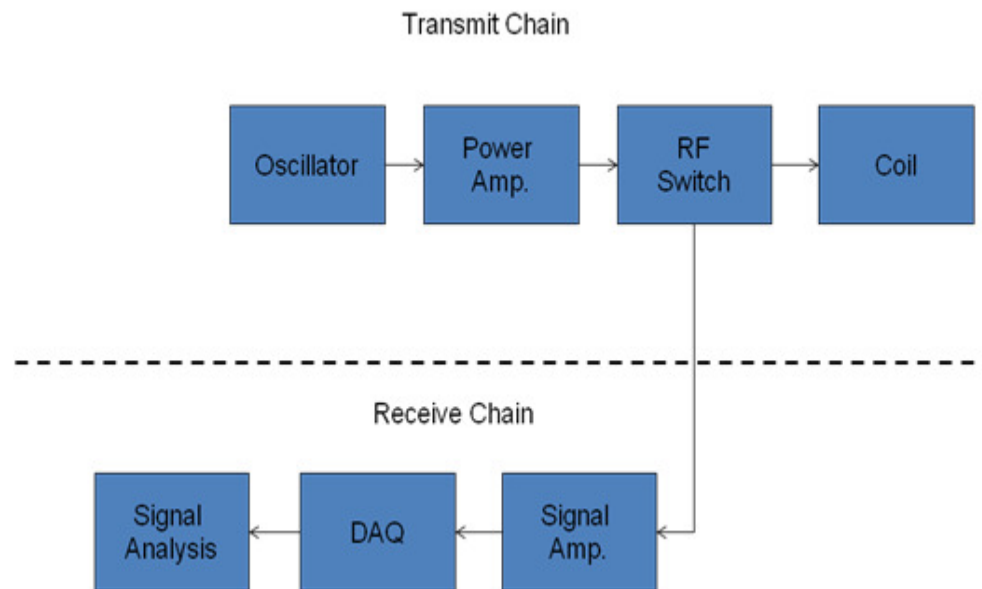 Transmit Chain
Oscillator
Power
Amp.
RF
Switch
Coil
Receive Chain
Signal
Analysis
DAQ
Signal
Amp.